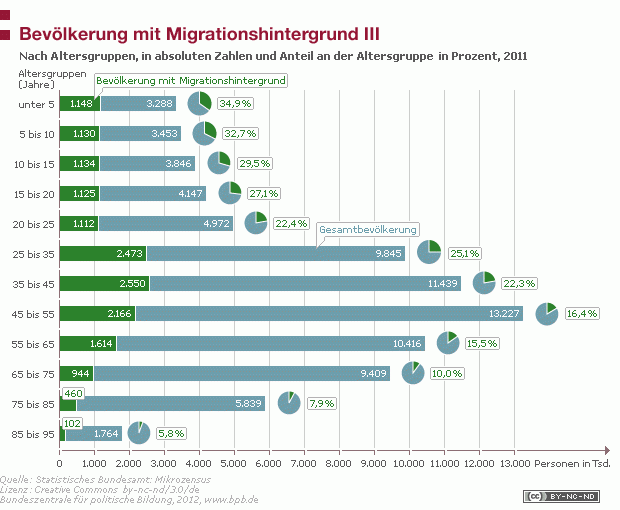 Bevölkerung mit Migrationshintergrund III
Nach Altersgruppen, in absoluten Zahlen und Anteil an der Altersgruppe in Prozent, 2011
Altersgruppen
(Jahre)
Bevölkerung mit Migrationshintergrund
unter 5 1.148 3.288 34,9%
5 bis 10 1.130 3.453 32,7%
10 bis 15 1.134 3.846 29,5%
15 bis 20 1.125 4.147 27,1%
20 bis 25 1.112 4.972 22,4%
Gesamtbevölkerung
25 bis 35 2.473 9.845 25,1%
35 bis 45 2.550 11.439 22,3%
45 bis 55 2.166 13.227 16,4%
55 bis 65 1.614 10.416 15,5%
65 bis 75 944 9.409 10,0%
75 bis 85 460 5.839 7,9%
85 bis 95 102 1.764 5,8%
0 1.000 2.000 3.000 4.000 5.000 6.000 7.000 8.000 9.000 10.000 11.000 12.000 13.000 Personen in Tsd.
Quelle: Statistisches Bundesamt: Mikrozensus
Lizenz: Creative Commons by-nc-nd/3.0/de
Bundeszentrale für politische Bildung, 2012, www.bpb.de
cc BY-NC-ND